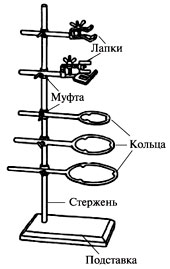 Лапки
Муфта
Кольца
Стержень
Подставка